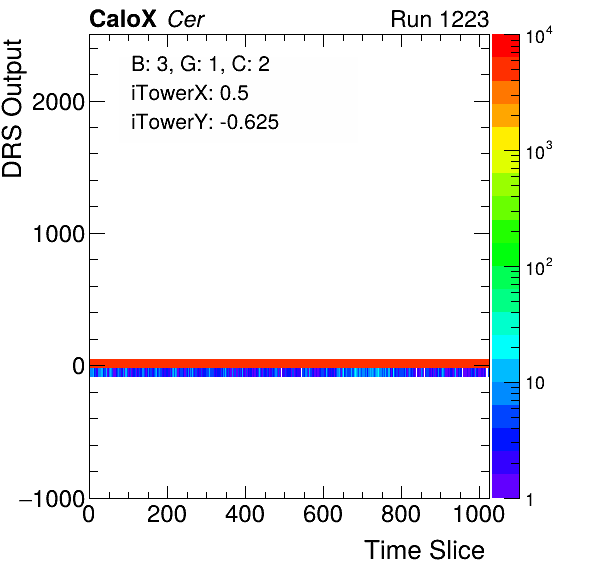 CaloX Cer Run 1223
B: 3, G: 1, C: 2
iTowerX: 0.5
iTowerY: -0.625
DRS Output
2000
1000
0
−1000
0 200 400 600 800 1000
Time Slice
10^4
10^3
10^2
10
1